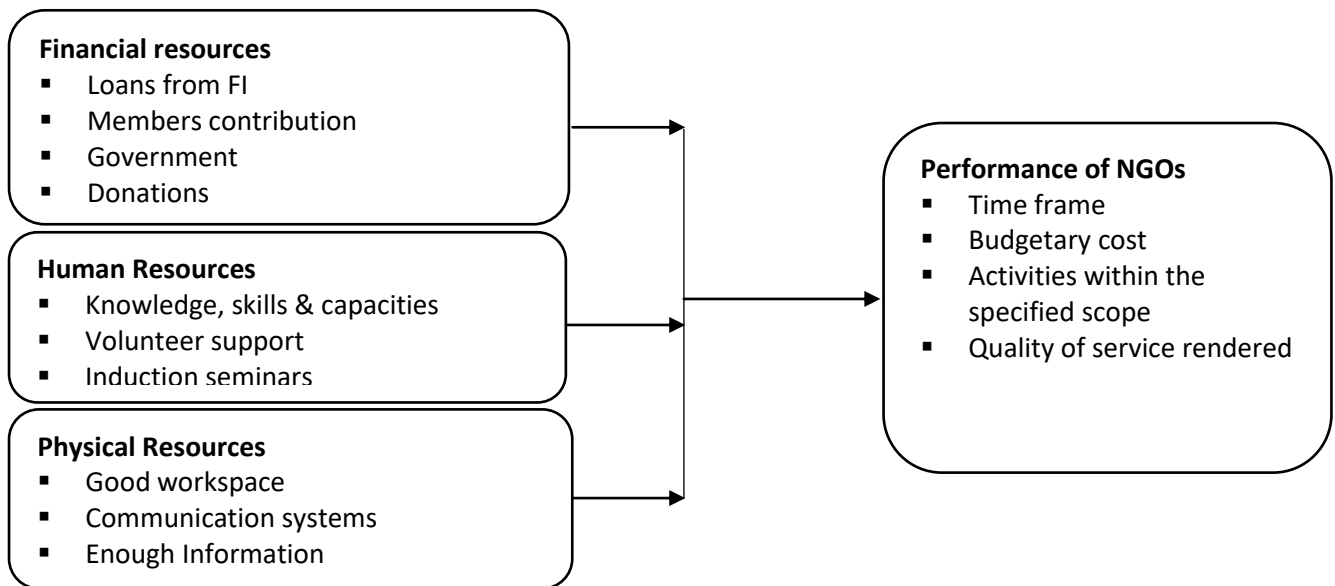 Financial resources
▪ Loans from FI
▪ Members contribution
▪ Government
▪ Donations
Human Resources
▪ Knowledge, skills & capacities
▪ Volunteer support
▪ Induction seminars
Physical Resources
▪ Good workspace
▪ Communication systems
▪ Enough Information
Performance of NGOs
▪ Time frame
▪ Budgetary cost
▪ Activities within the
specified scope
▪ Quality of service rendered